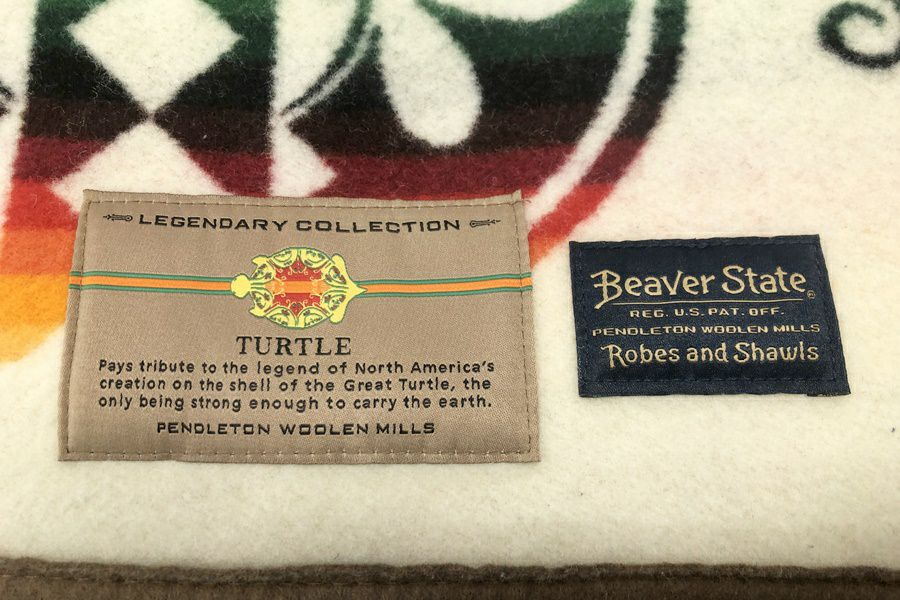 LEGENDARY COLLECTION
TURTLE
Pays tribute to the legend of North America's
creation on the shell of the Great Turtle, the
only being strong enough to carry the earth.
PENDLETON WOOLEN MILLS
Beaver State®
REG. U.S. PAT. OFF.
PENDLETON WOOLEN MILLS
Robes and Shawls